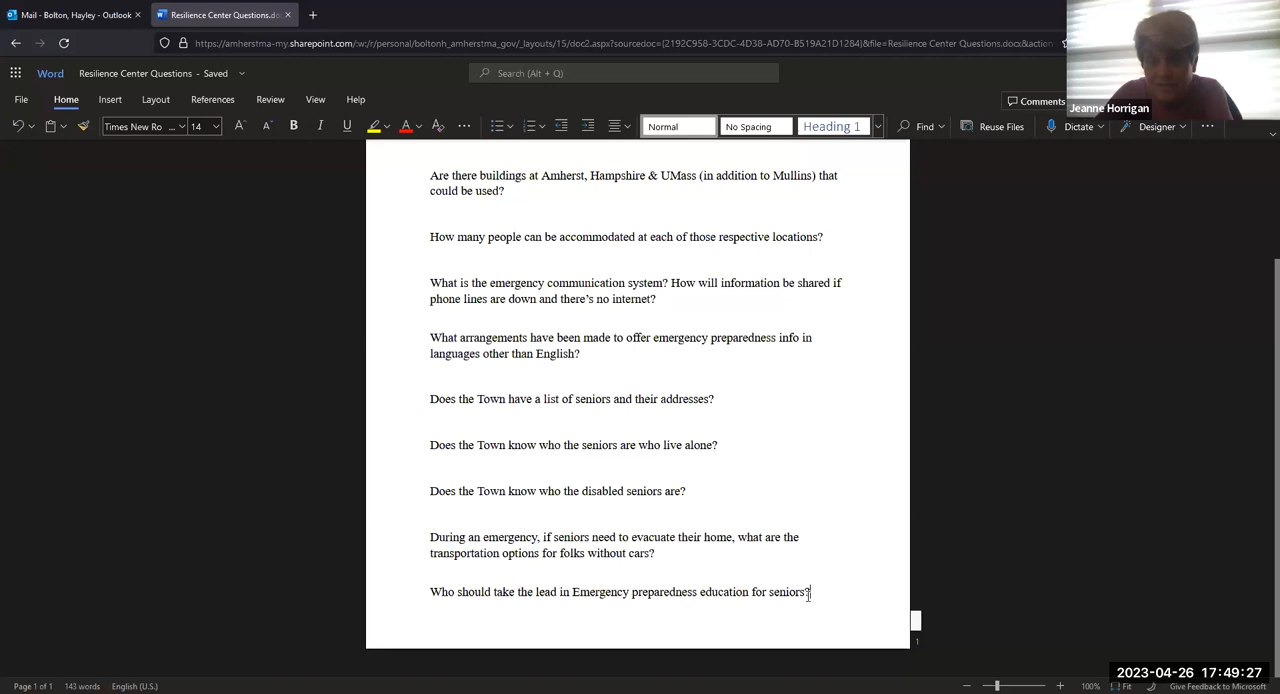 Mail - Bolton, Hayley - Outlook
Resilience Center Questions.do
https://amherstma-my.sharepoint.com/:w:/r/personal/boltonh_amherstma_gov/_layouts/15/doc2.aspx?sourcedoc={2192C958-3CDC-4D38-AD70-B519A21D1284}&file=Resilience Center Questions.docx&action
Word
Resilience Center Questions - Saved
Search (Alt + Q)
File Home Insert Layout References Review View Help
Comments
Jeanne Horrigan
Times New Ro ... 14
Normal
No Spacing
Heading 1
Find
Reuse Files
Dictate
Designer
Are there buildings at Amherst, Hampshire & UMass (in addition to Mullins) that
could be used?
How many people can be accommodated at each of those respective locations?
What is the emergency communication system? How will information be shared if
phone lines are down and there’s no internet?
What arrangements have been made to offer emergency preparedness info in
languages other than English?
Does the Town have a list of seniors and their addresses?
Does the Town know who the seniors are who live alone?
Does the Town know who the disabled seniors are?
During an emergency, if seniors need to evacuate their home, what are the
transportation options for folks without cars?
Who should take the lead in Emergency preparedness education for seniors?
1
2023-04-26 17:49:27
Page 1 of 1 143 words English (U.S.)
100% Fit Give Feedback to Microsoft